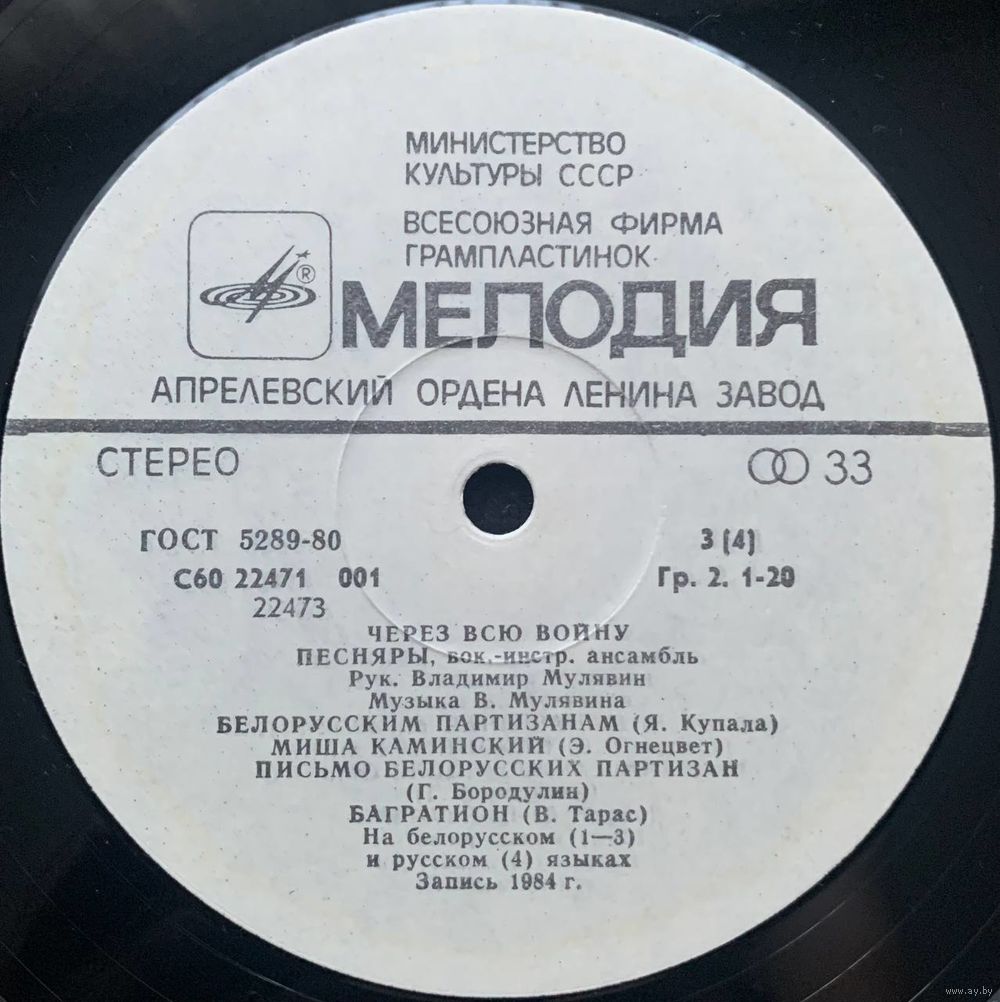 МИНИСТЕРСТВО
КУЛЬТУРЫ СССР
ВСЕСОЮЗНАЯ ФИРМА
ГРАМПЛАСТИНОК
®
МЕЛОДИЯ
АПРЕЛЕВСКИЙ ОРДЕНА ЛЕНИНА ЗАВОД
СТЕРЕО 33
ГОСТ 5289-80 3 (4)
С60 22471 001 Гр. 2. 1-20
22473
ЧЕРЕЗ ВСЮ ВОЙНУ
ПЕСНЯРЫ, вок.-инстр. ансамбль
Рук. Владимир Мулявин
Музыка В. Мулявина
БЕЛОРУССКИМ ПАРТИЗАНАМ (Я. Купала)
МИША КАМИНСКИЙ (Э. Огнецвет)
ПИСЬМО БЕЛОРУССКИХ ПАРТИЗАН
(Г. Бородулин)
БАГРАТИОН (В. Тарас)
На белорусском (1—3)
и русском (4) языках
Запись 1984 г.
www.ay.by